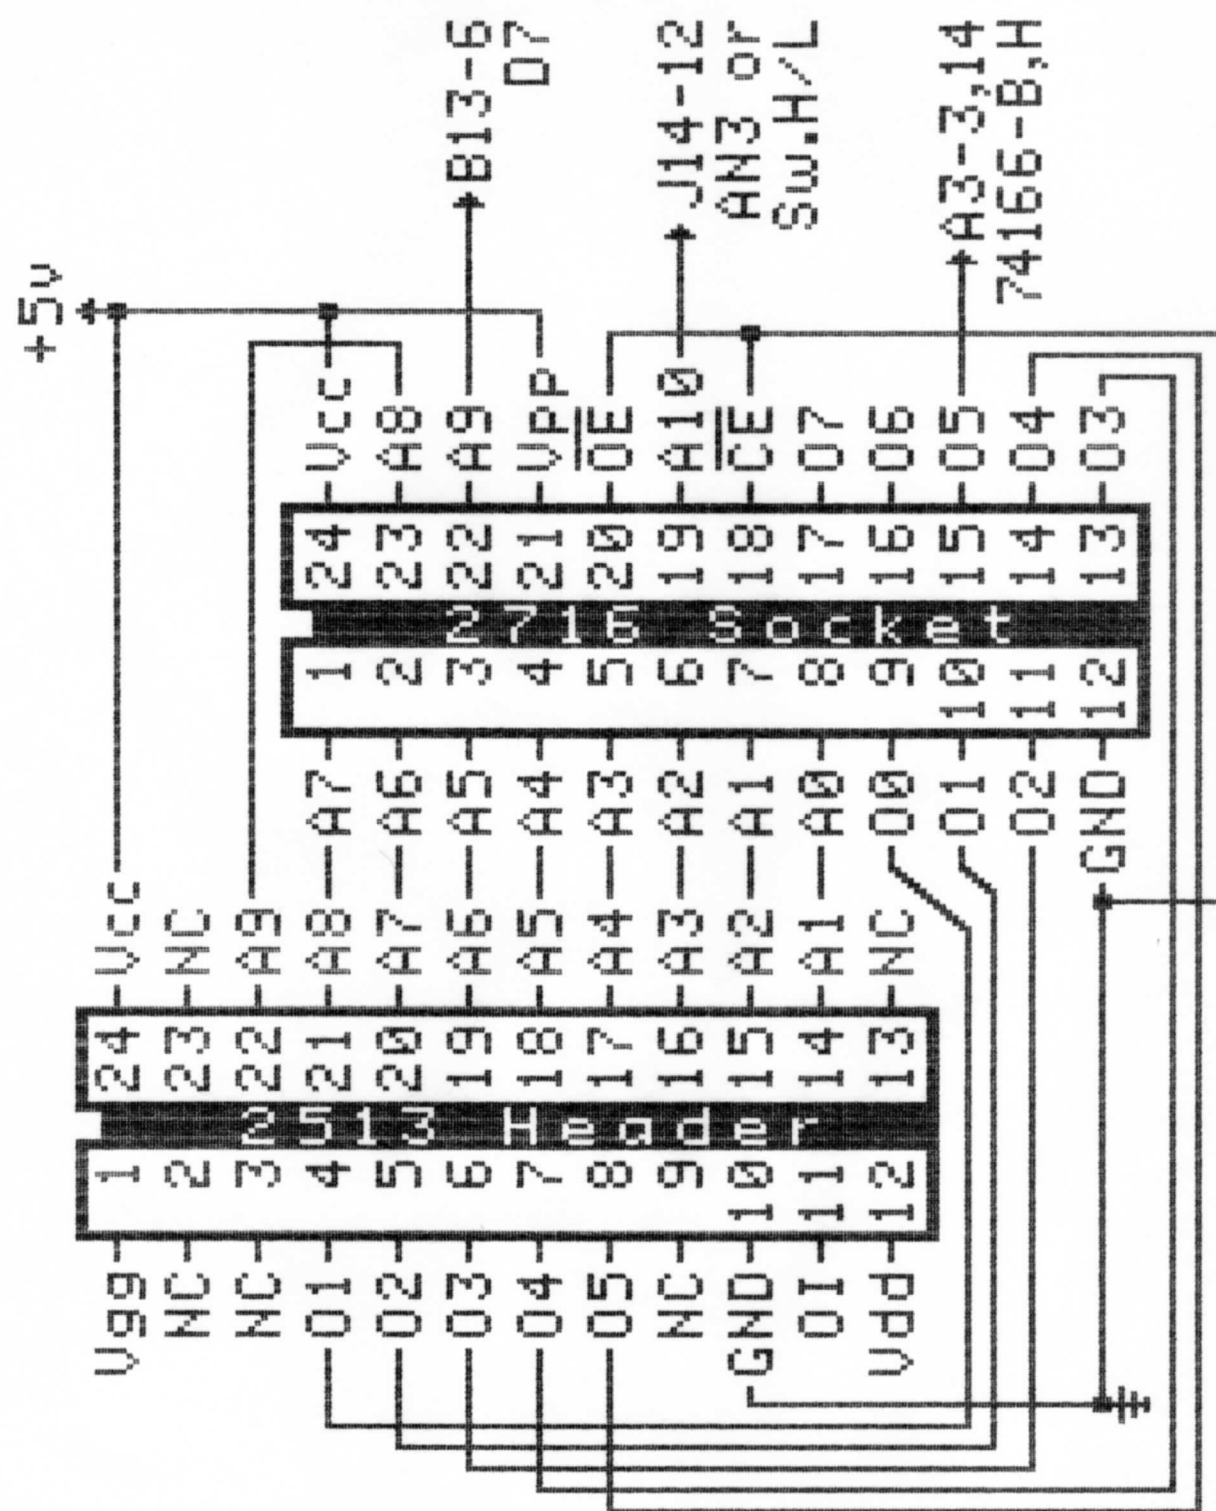 +5v
B13-6
D7
J14-12
AN3 or
Sw.H/L
A3-3,14
74166-B,H
Vcc
A8
A9
VPP
OE
A10
CE
O7
O6
O5
O4
O3
24
23
22
21
20
19
18
17
16
15
14
13
2716 Socket
1
2
3
4
5
6
7
8
9
10
11
12
A7
A6
A5
A4
A3
A2
A1
A0
O0
O1
O2
GND
Vcc
NC
A9
A8
A7
A6
A5
A4
A3
A2
A1
NC
24
23
22
21
20
19
18
17
16
15
14
13
2513 Header
1
2
3
4
5
6
7
8
9
10
11
12
Vgg
NC
NC
O1
O2
O3
O4
O5
NC
GND
OI
Vdd